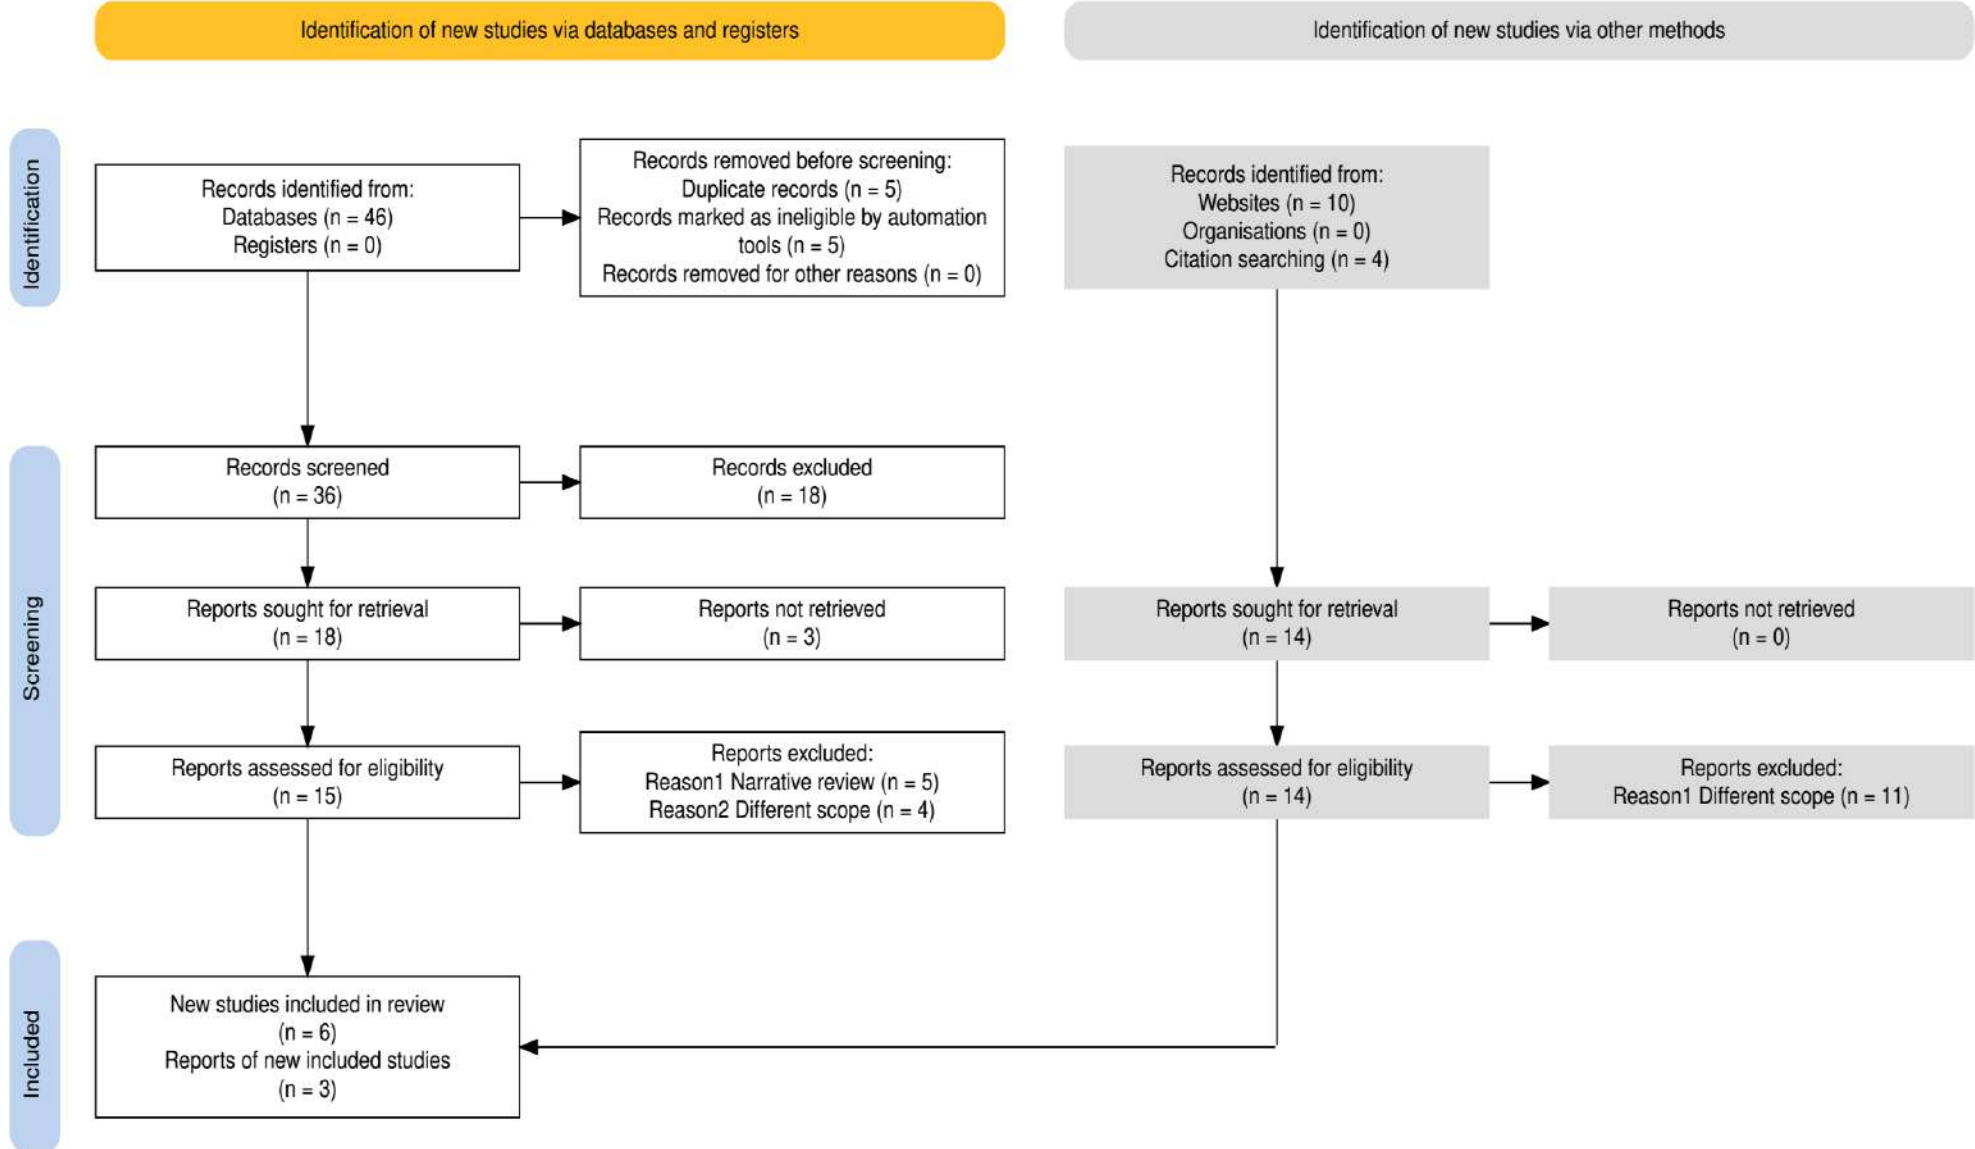 Identification of new studies via databases and registers
Identification of new studies via other methods
Identification
Records identified from:
Databases (n = 46)
Registers (n = 0)
Records removed before screening:
Duplicate records (n = 5)
Records marked as ineligible by automation
tools (n = 5)
Records removed for other reasons (n = 0)
Records identified from:
Websites (n = 10)
Organisations (n = 0)
Citation searching (n = 4)
Screening
Records screened
(n = 36)
Records excluded
(n = 18)
Reports sought for retrieval
(n = 18)
Reports not retrieved
(n = 3)
Reports sought for retrieval
(n = 14)
Reports not retrieved
(n = 0)
Reports assessed for eligibility
(n = 15)
Reports excluded:
Reason1 Narrative review (n = 5)
Reason2 Different scope (n = 4)
Reports assessed for eligibility
(n = 14)
Reports excluded:
Reason1 Different scope (n = 11)
Included
New studies included in review
(n = 6)
Reports of new included studies
(n = 3)